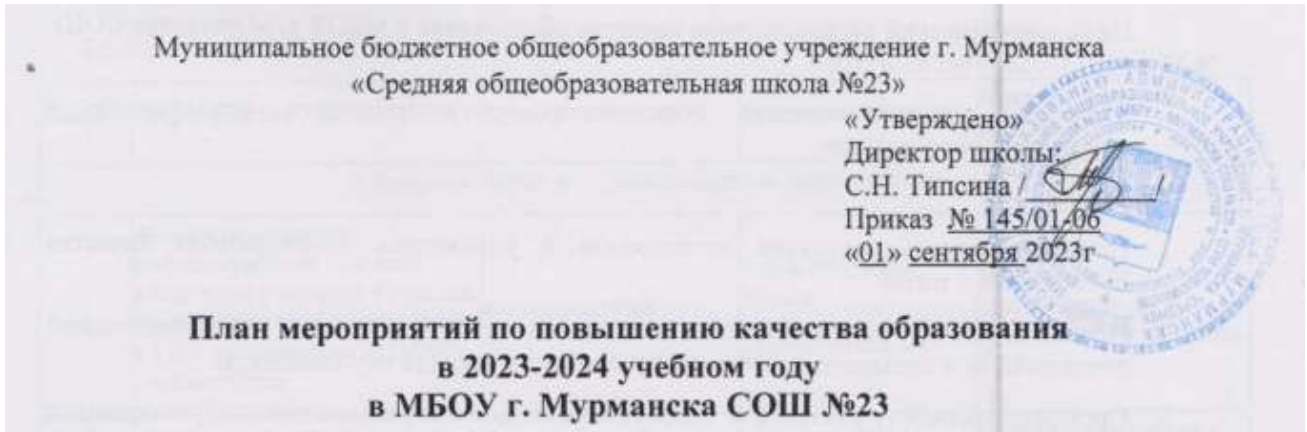 Муниципальное бюджетное общеобразовательное учреждение г. Мурманска
«Средняя общеобразовательная школа №23»
«Утверждено»
Директор школы:
С.Н. Типсина / /
Приказ № 145/01-06
«01» сентября 2023г
План мероприятий по повышению качества образования
в 2023-2024 учебном году
в МБОУ г. Мурманска СОШ №23